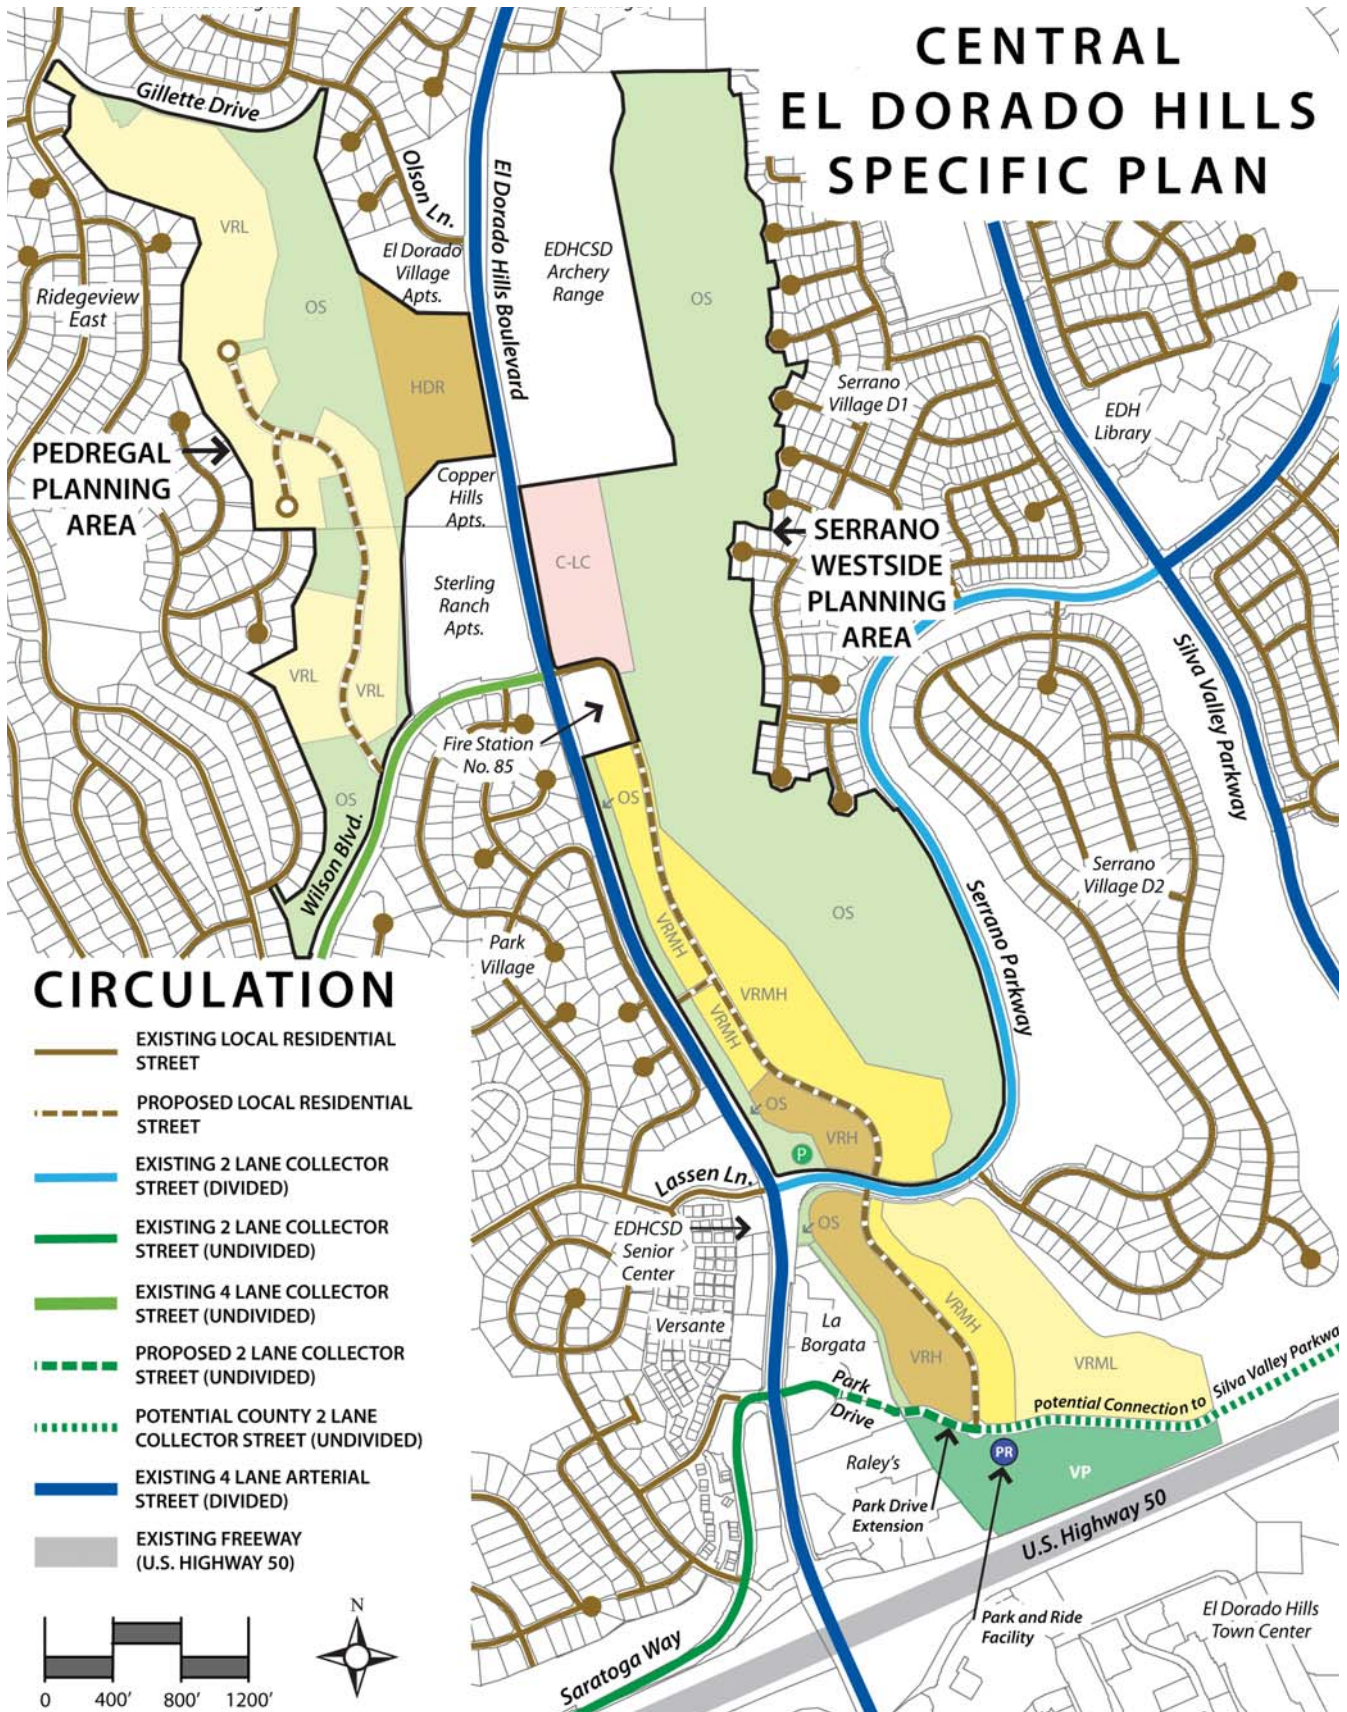 CENTRAL
EL DORADO HILLS
SPECIFIC PLAN
Gillette Drive
Olson Ln.
El Dorado Hills Boulevard
VRL
El Dorado
Village
Apts.
EDHCSD
Archery
Range
OS
OS
Ridegeview
East
HDR
Serrano
Village D1
EDH
Library
PEDREGAL
PLANNING
AREA
Copper
Hills
Apts.
SERRANO
WESTSIDE
PLANNING
AREA
C-LC
Sterling
Ranch
Apts.
VRL
VRL
Silva Valley Parkway
Fire Station
No. 85
OS
OS
Wilson Blvd.
Serrano
Village D2
OS
Serrano Parkway
Park
Village
VRMH
VRMH
VRMH
OS
VRH
P
Lassen Ln.
EDHCSD
Senior
Center
OS
Versante
La
Borgata
VRMH
VRH
VRML
Park
Drive
Potential Connection to
Silva Valley Parkwa
Raley's
PR
VP
Park Drive
Extension
U.S. Highway 50
Park and Ride
Facility
El Dorado Hills
Town Center
Saratoga Way
CIRCULATION
EXISTING LOCAL RESIDENTIAL
STREET
PROPOSED LOCAL RESIDENTIAL
STREET
EXISTING 2 LANE COLLECTOR
STREET (DIVIDED)
EXISTING 2 LANE COLLECTOR
STREET (UNDIVIDED)
EXISTING 4 LANE COLLECTOR
STREET (UNDIVIDED)
PROPOSED 2 LANE COLLECTOR
STREET (UNDIVIDED)
POTENTIAL COUNTY 2 LANE
COLLECTOR STREET (UNDIVIDED)
EXISTING 4 LANE ARTERIAL
STREET (DIVIDED)
EXISTING FREEWAY
(U.S. HIGHWAY 50)
N
0 400' 800' 1200'